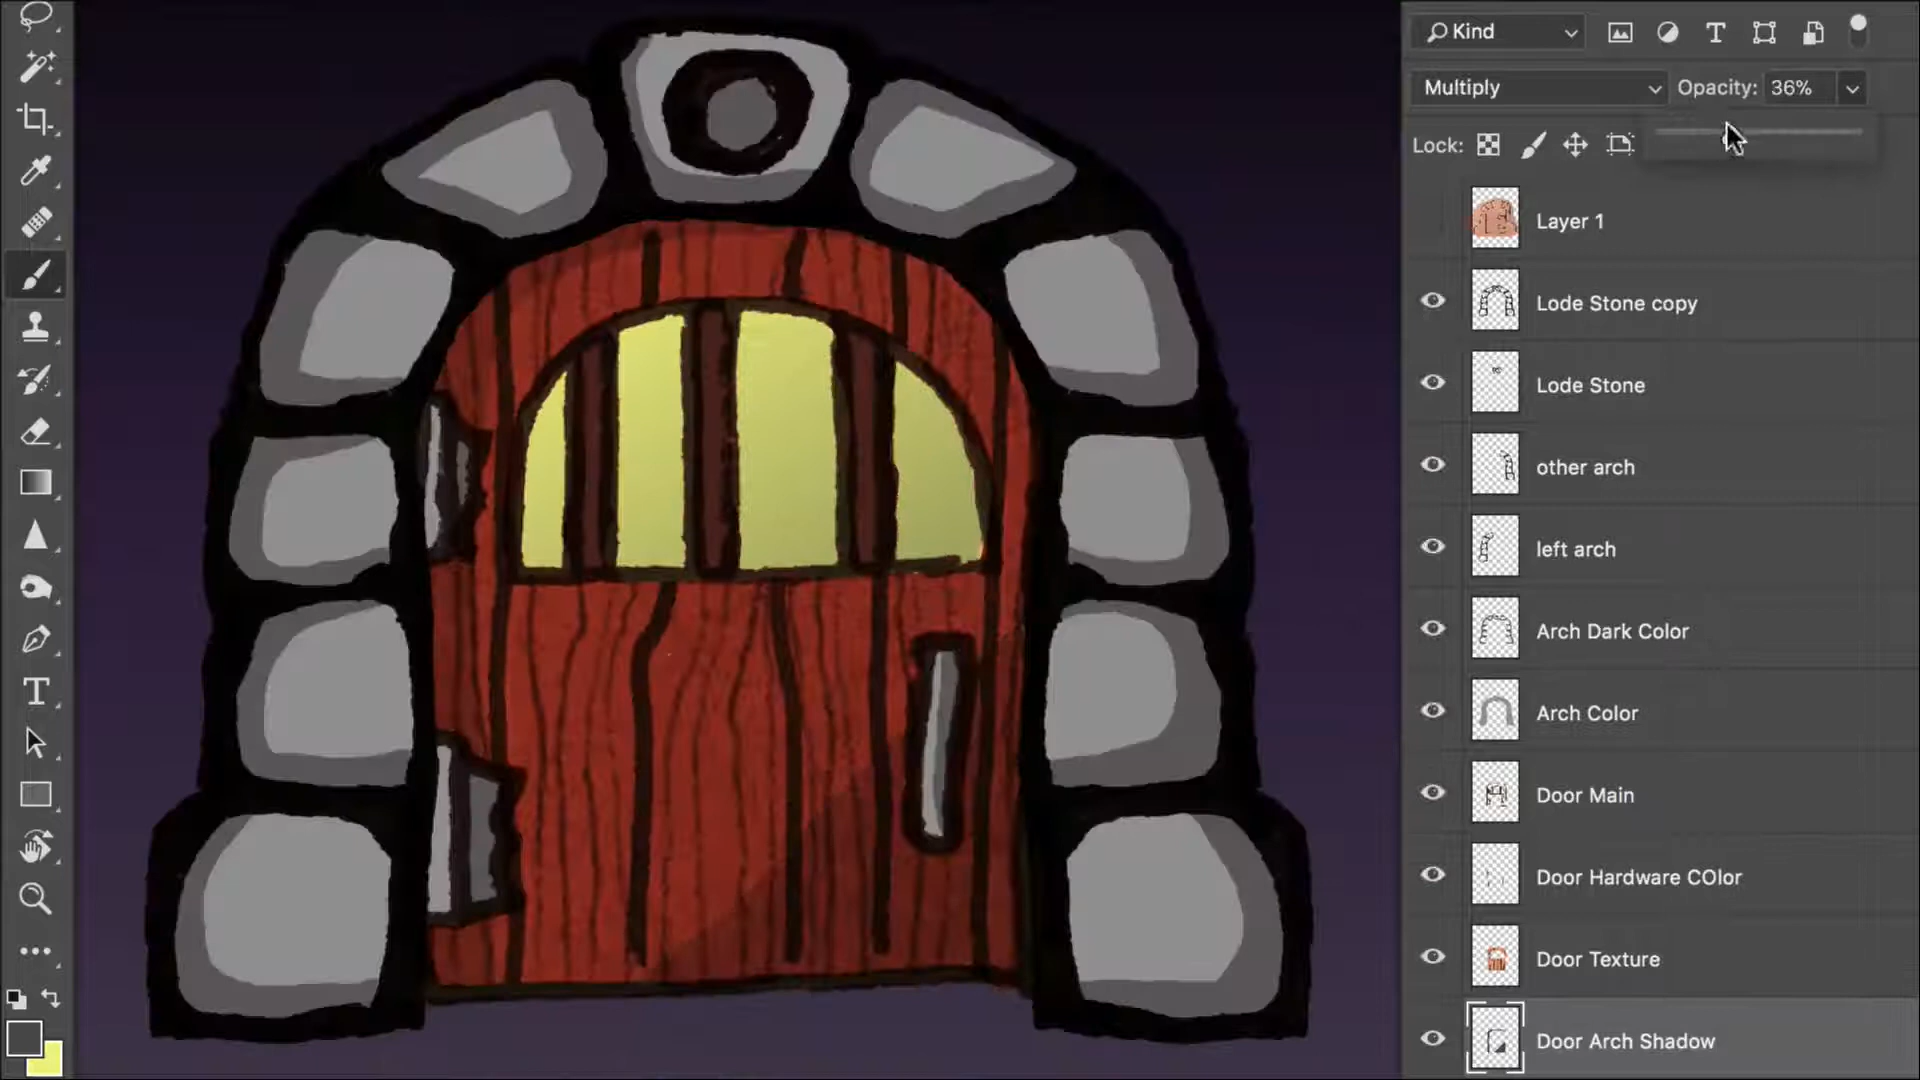 Kind
Multiply
Opacity: 36%
Lock:
Layer 1
Lode Stone copy
Lode Stone
other arch
left arch
Arch Dark Color
Arch Color
Door Main
Door Hardware COlor
Door Texture
Door Arch Shadow